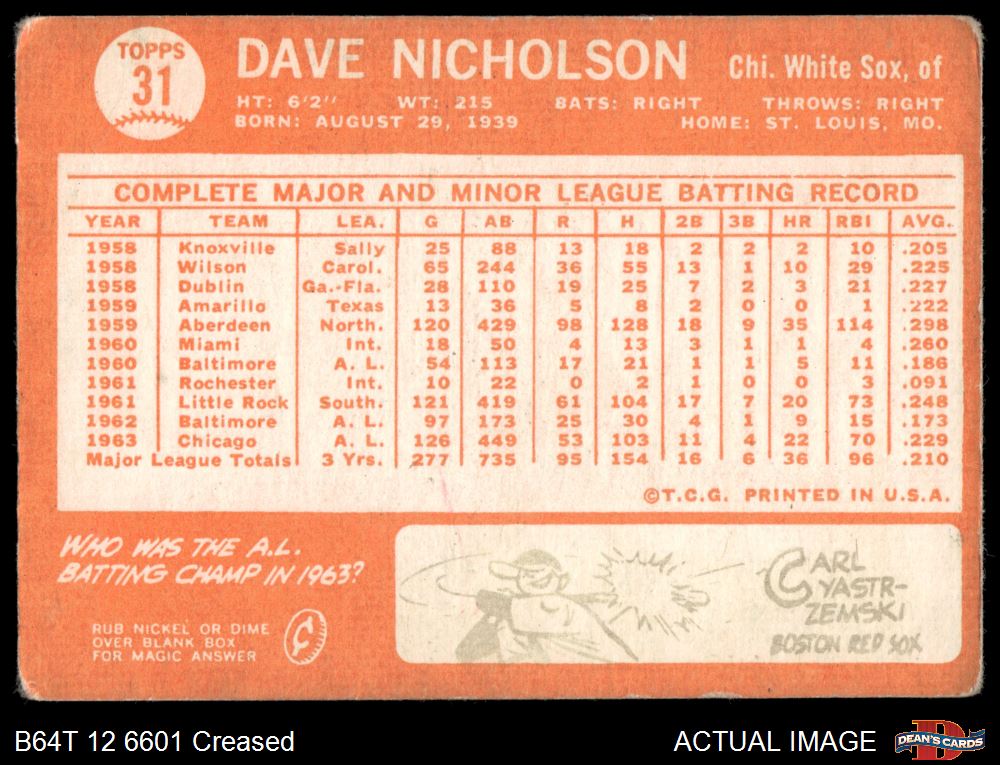 TOPPS
31
DAVE NICHOLSON Chi. White Sox, of
HT: 6'2" WT: 215 BATS: RIGHT THROWS: RIGHT
BORN: AUGUST 29, 1939 HOME: ST. LOUIS, MO.
COMPLETE MAJOR AND MINOR LEAGUE BATTING RECORD
YEAR TEAM LEA. G AB R H 2B 3B HR RBI AVG.
1958 Knoxville Sally 25 88 13 18 2 2 2 10 .205
1958 Wilson Carol. 65 244 36 55 13 1 10 29 .225
1958 Dublin Ga.-Fla. 28 110 19 25 7 2 3 21 .227
1959 Amarillo Texas 13 36 5 8 2 0 0 1 .222
1959 Aberdeen North. 120 429 98 128 18 9 35 114 .298
1960 Miami Int. 18 50 4 13 3 1 1 4 .260
1960 Baltimore A. L. 54 113 17 21 1 1 5 11 .186
1961 Rochester Int. 10 22 0 2 1 0 0 3 .091
1961 Little Rock South. 121 419 61 104 17 7 20 73 .248
1962 Baltimore A. L. 97 173 25 30 4 1 9 15 .173
1963 Chicago A. L. 126 449 53 103 11 4 22 70 .229
Major League Totals 3 Yrs. 277 735 95 154 16 6 36 96 .210
©T.C.G. PRINTED IN U.S.A.
WHO WAS THE A.L.
BATTING CHAMP IN 1963?
RUB NICKEL OR DIME
OVER BLANK BOX
FOR MAGIC ANSWER
CARL
YASTR-
ZEMSKI
BOSTON RED SOX
B64T 12 6601 Creased ACTUAL IMAGE
DEAN'S CARDS